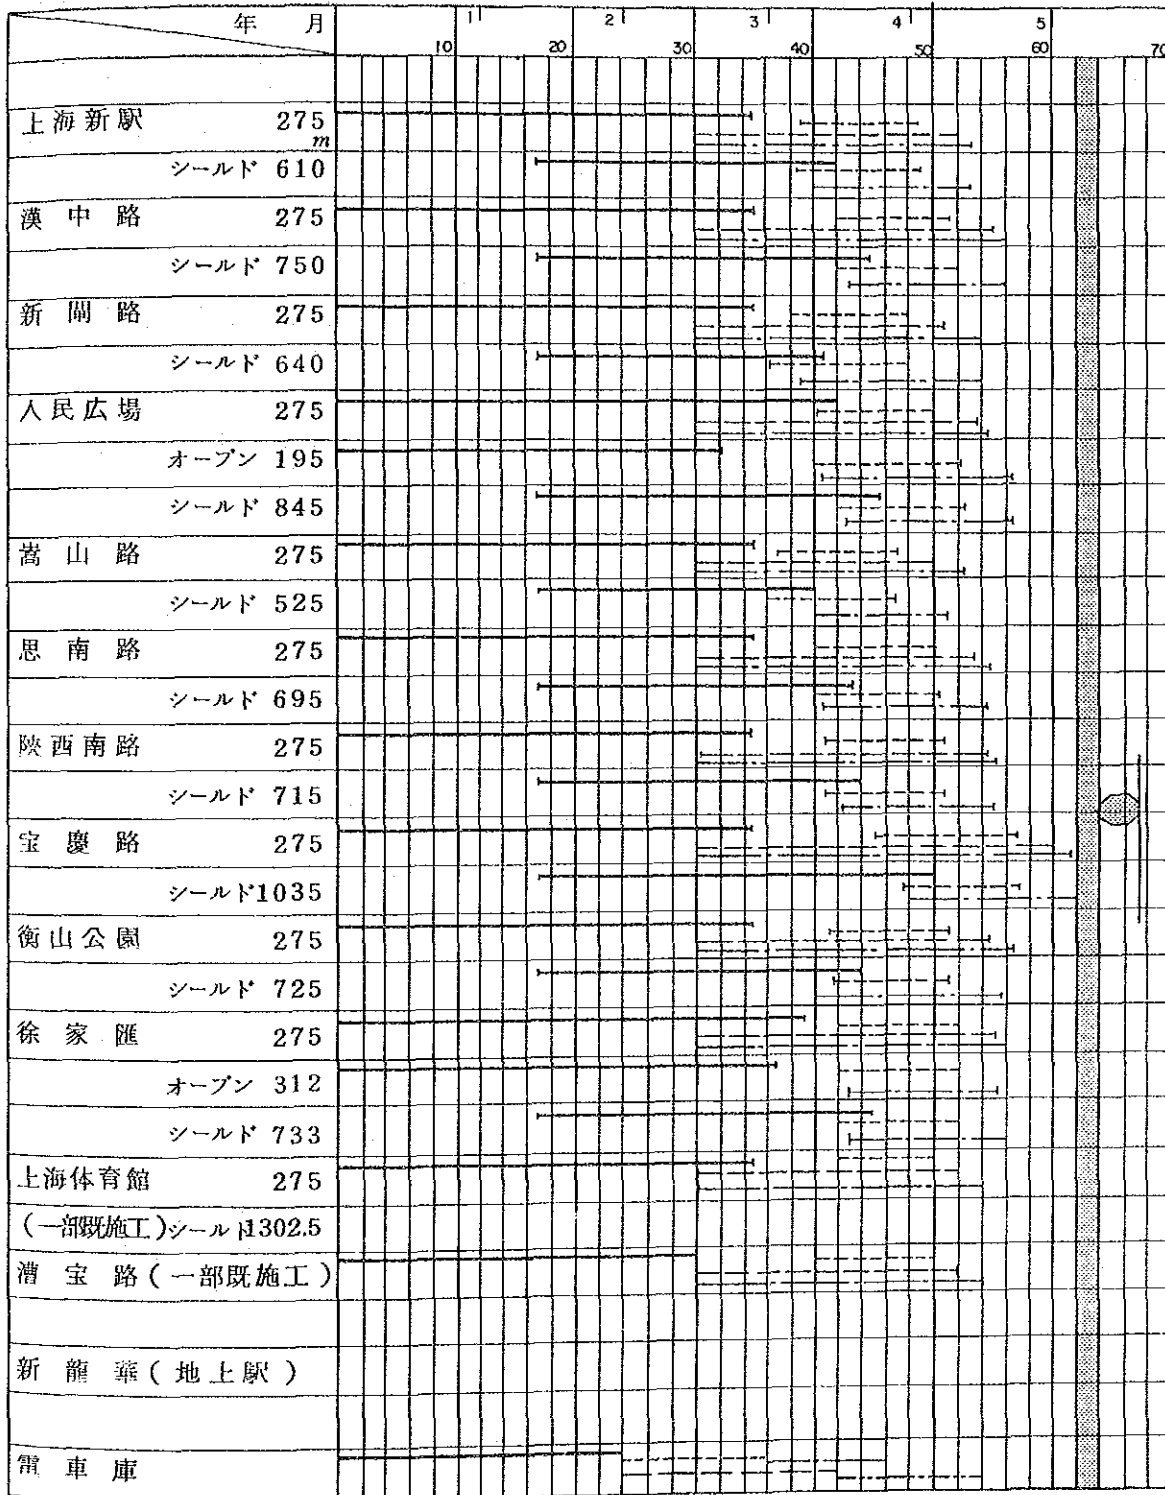 年 月 1 2 3 4 5
10 20 30 40 50 60 70
上海新駅 275
m
シールド 610
漢中路 275
シールド 750
新閘路 275
シールド 640
人民広場 275
オープン 195
シールド 845
嵩山路 275
シールド 525
思南路 275
シールド 695
陜西南路 275
シールド 715
宝慶路 275
シールド1035
衡山公園 275
シールド 725
徐家匯 275
オープン 312
シールド 733
上海体育館 275
(一部既施工)シールド1302.5
漕宝路(一部既施工)
新龍華(地上駅)
電車庫